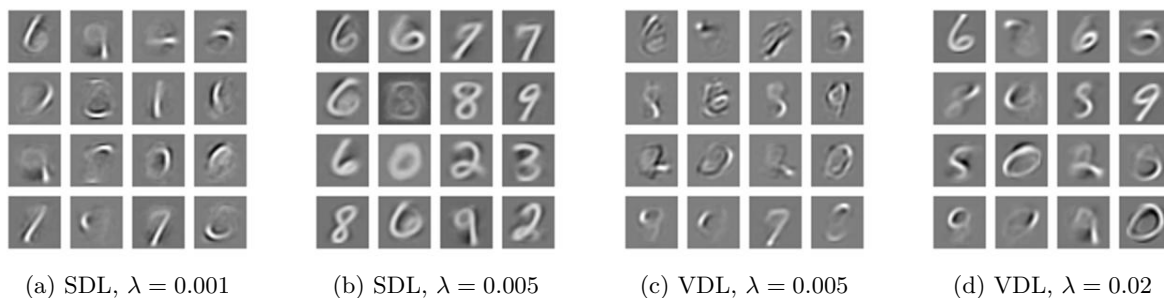 (a) SDL, λ = 0.001
(b) SDL, λ = 0.005
(c) VDL, λ = 0.005
(d) VDL, λ = 0.02